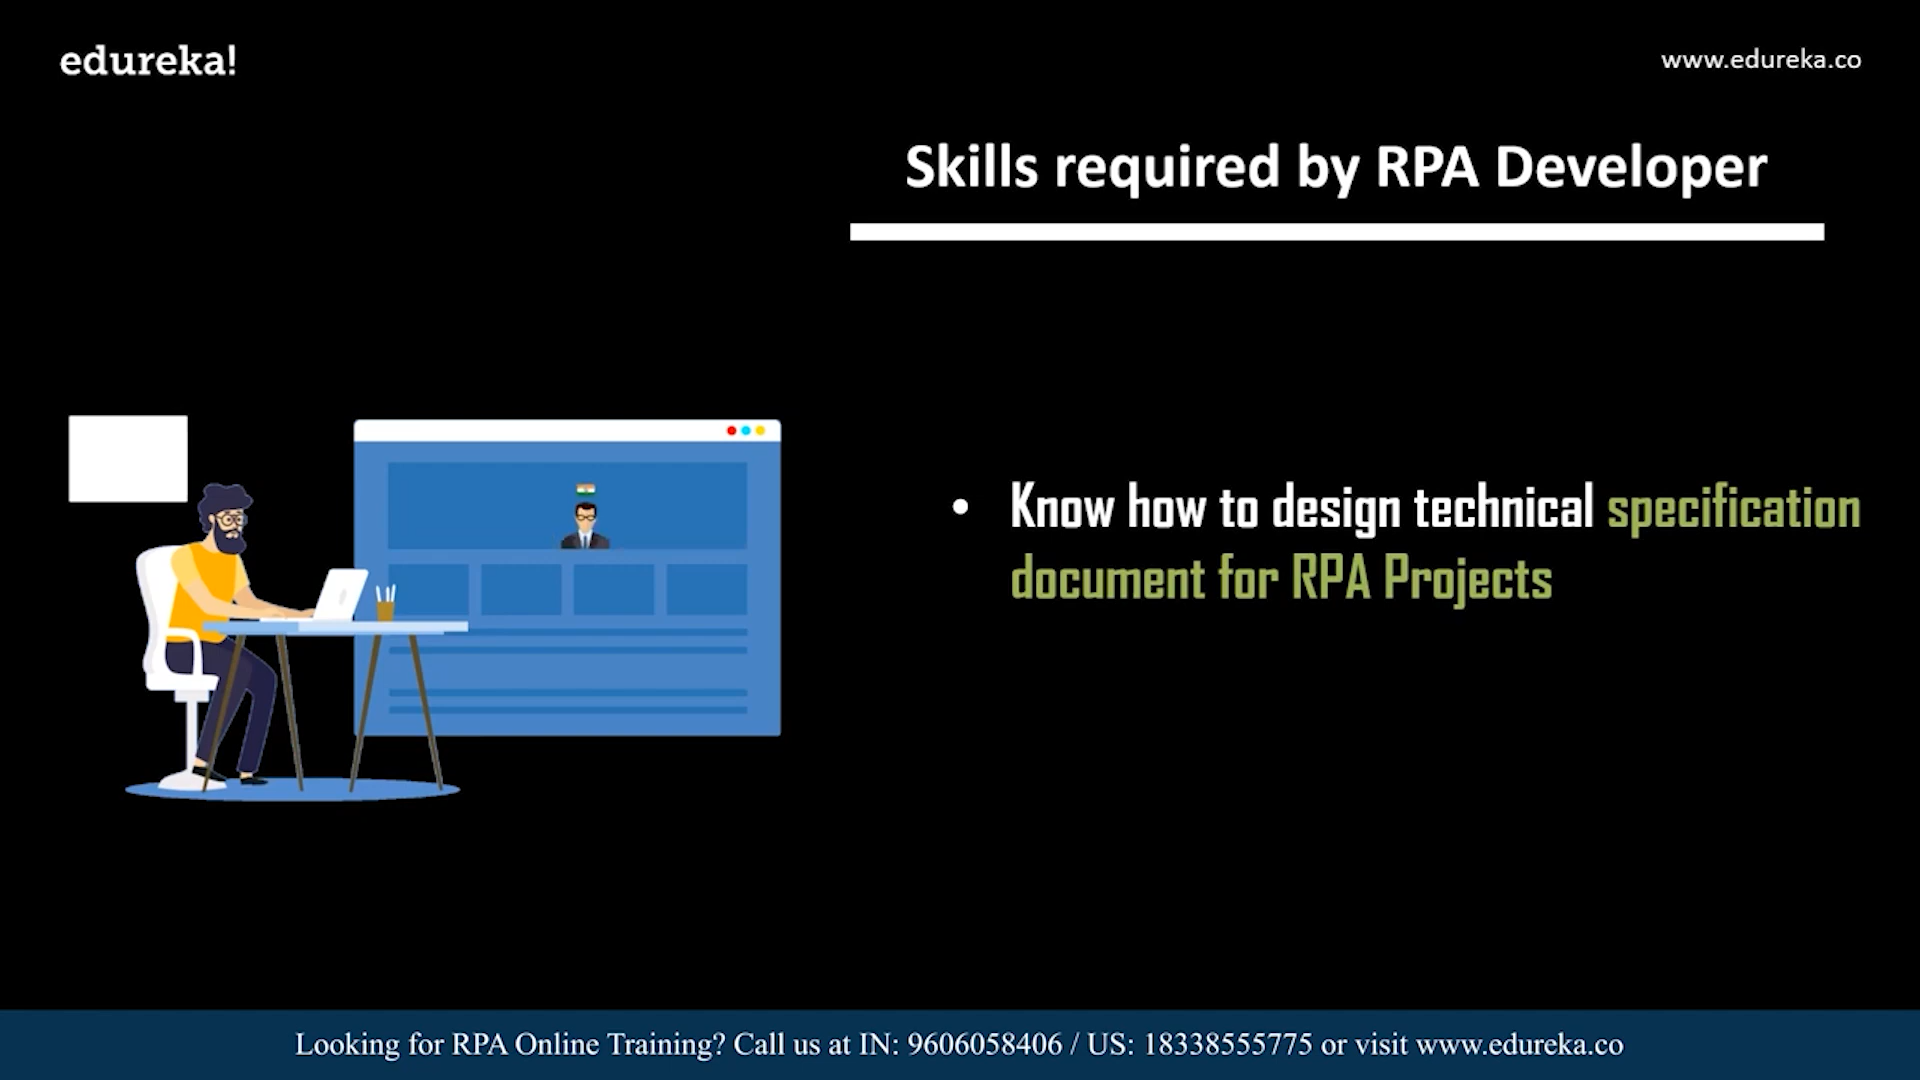 edureka!
www.edureka.co
Skills required by RPA Developer
• Know how to design technical specification
document for RPA Projects
Looking for RPA Online Training? Call us at IN: 9606058406 / US: 18338555775 or visit www.edureka.co